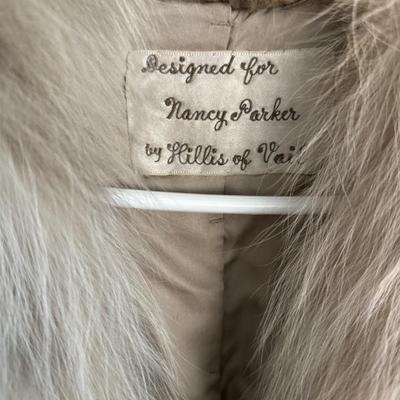 Designed for
Nancy Parker
by Hillis of Vail